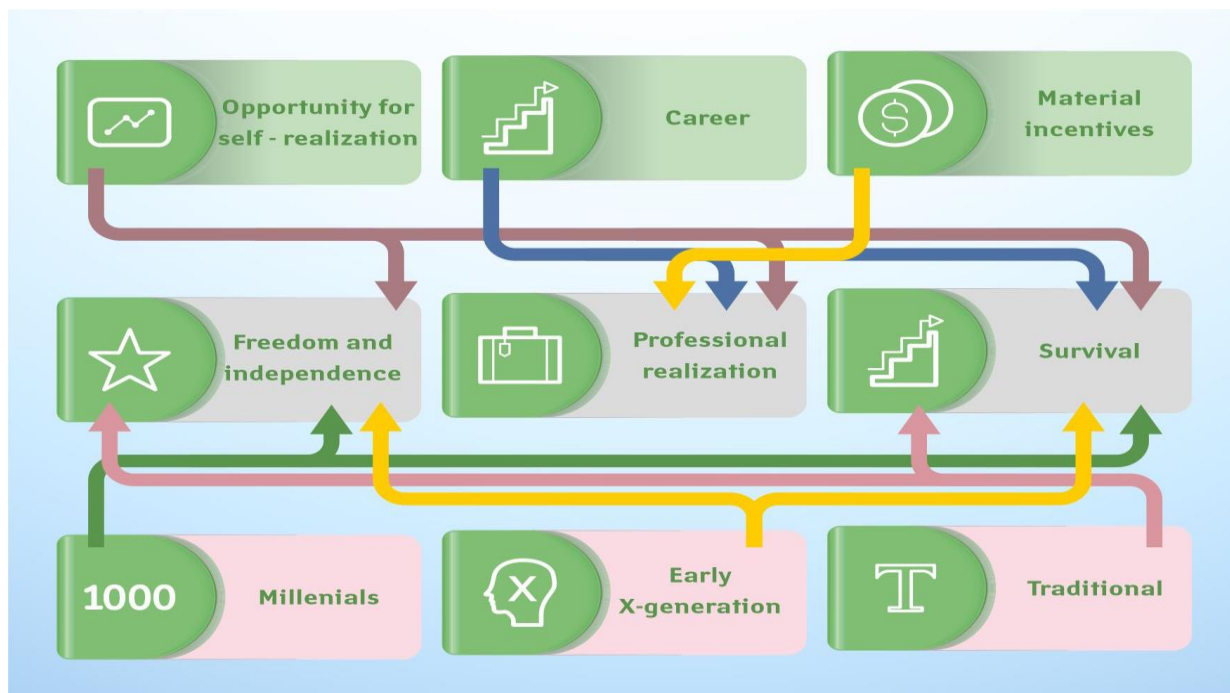 Opportunity for
self - realization
Career
Material
incentives
$
Freedom and
independence
Professional
realization
Survival
1000
Millenials
X
Early
X-generation
T
Traditional